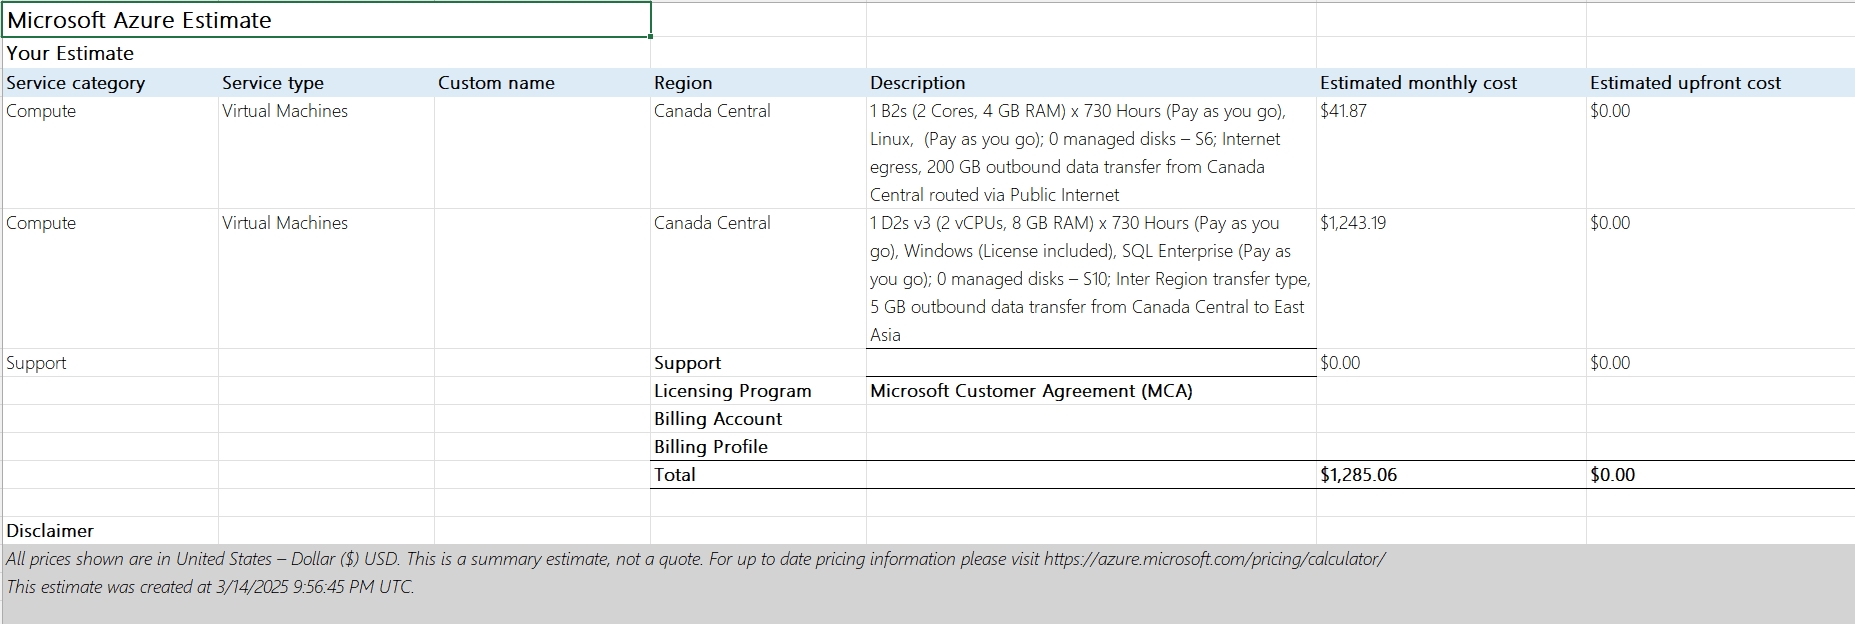 Microsoft Azure Estimate
Your Estimate
Service category Service type Custom name Region Description Estimated monthly cost Estimated upfront cost
Compute Virtual Machines Canada Central 1 B2s (2 Cores, 4 GB RAM) x 730 Hours (Pay as you go), $41.87 $0.00
Linux,  (Pay as you go); 0 managed disks – S6; Internet
egress, 200 GB outbound data transfer from Canada
Central routed via Public Internet
Compute Virtual Machines Canada Central 1 D2s v3 (2 vCPUs, 8 GB RAM) x 730 Hours (Pay as you $1,243.19 $0.00
go), Windows (License included), SQL Enterprise (Pay as
you go); 0 managed disks – S10; Inter Region transfer type,
5 GB outbound data transfer from Canada Central to East
Asia
Support Support $0.00 $0.00
Licensing Program Microsoft Customer Agreement (MCA)
Billing Account
Billing Profile
Total $1,285.06 $0.00
Disclaimer
All prices shown are in United States – Dollar ($) USD. This is a summary estimate, not a quote. For up to date pricing information please visit https://azure.microsoft.com/pricing/calculator/
This estimate was created at 3/14/2025 9:56:45 PM UTC.